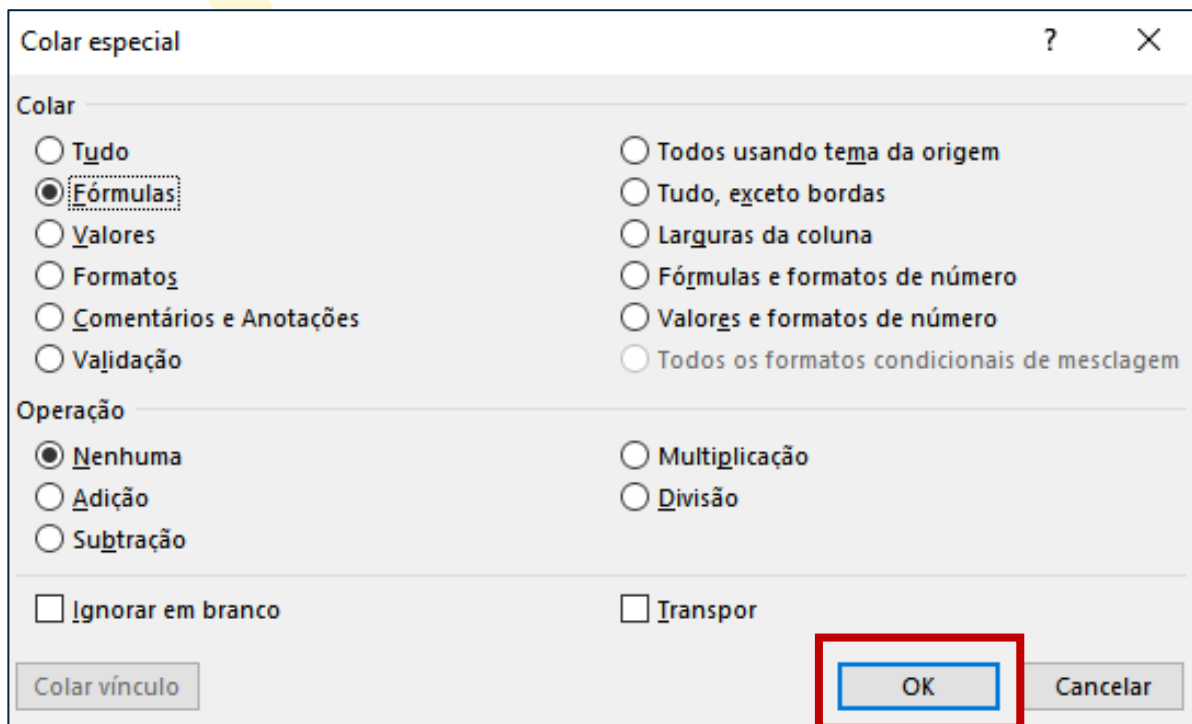 Colar especial
?
Colar
Tudo
Todos usando tema da origem
Fórmulas
Tudo, exceto bordas
Valores
Larguras da coluna
Formatos
Fórmulas e formatos de número
Comentários e Anotações
Valores e formatos de número
Validação
Todos os formatos condicionais de mesclagem
Operação
Nenhuma
Multiplicação
Adição
Divisão
Subtração
Ignorar em branco
Transpor
Colar vínculo
OK
Cancelar